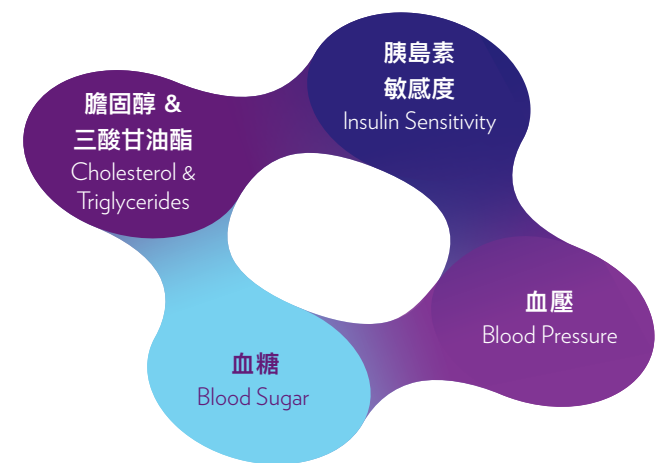 胰島素
敏感度
Insulin Sensitivity
膽固醇 &
三酸甘油酯
Cholesterol &
Triglycerides
血壓
Blood Pressure
血糖
Blood Sugar